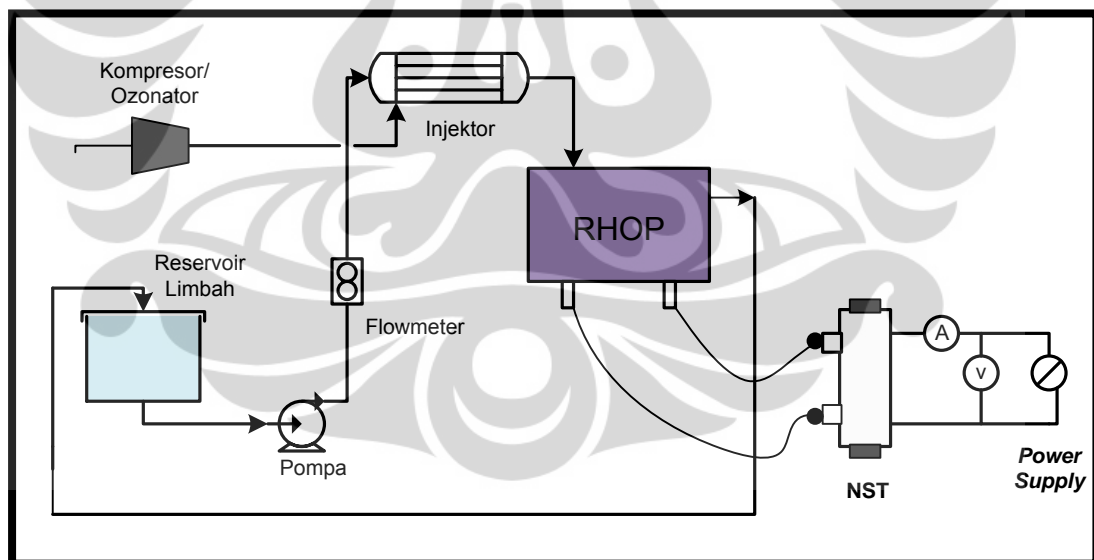 Kompresor/
Ozonator
Injektor
RHOP
Reservoir
Limbah
Flowmeter
Pompa
A
v
NST
Power
Supply